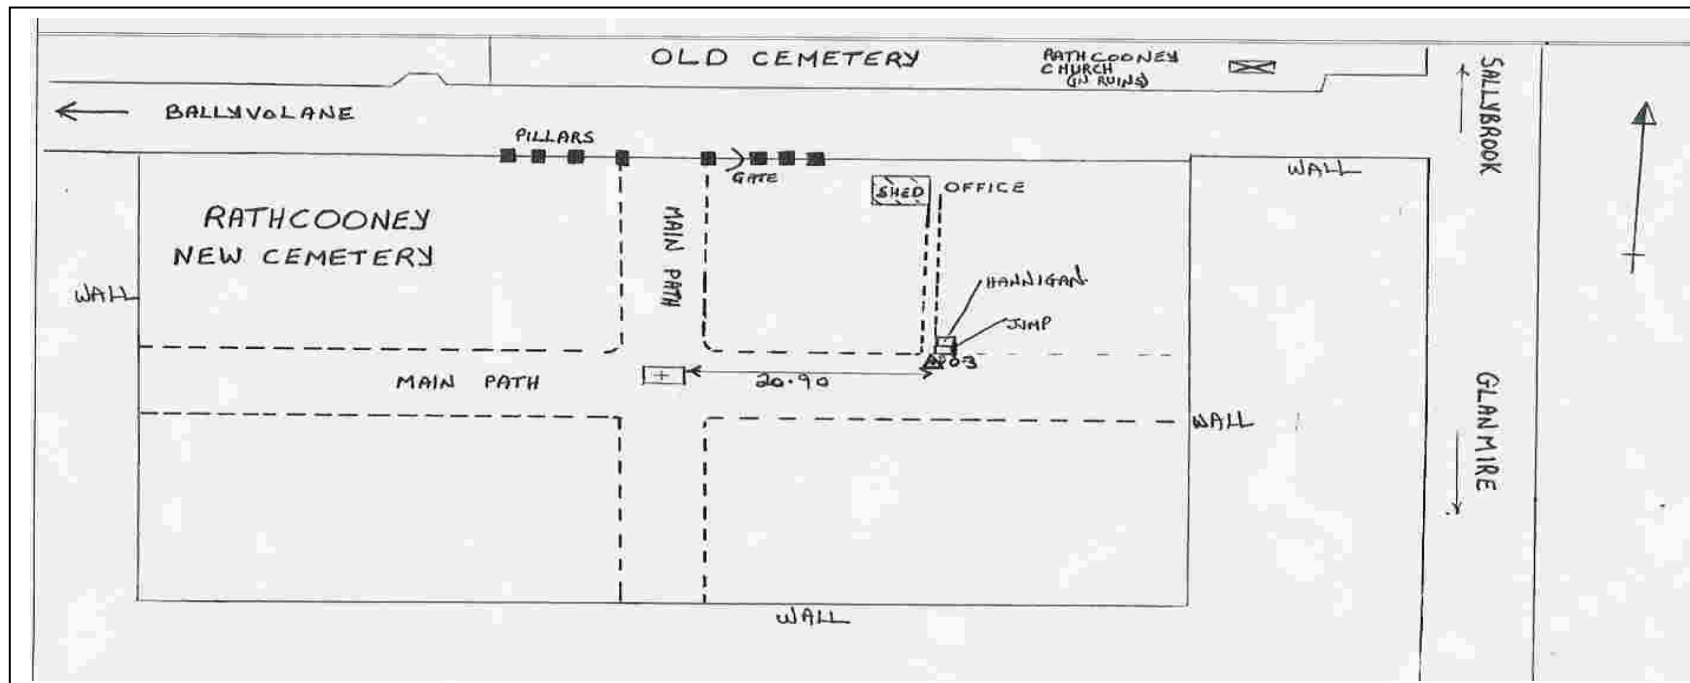 OLD CEMETERY
RATHCOONEY
CHURCH
(IN RUINS)
SALLYBROOK
BALLYVOLANE
PILLARS
GATE
WALL
SHED
OFFICE
RATHCOONEY
NEW CEMETERY
MAIN PATH
WALL
HANNIGAN
JUMP
03
MAIN PATH
20.90
WALL
GLANMIRE
WALL